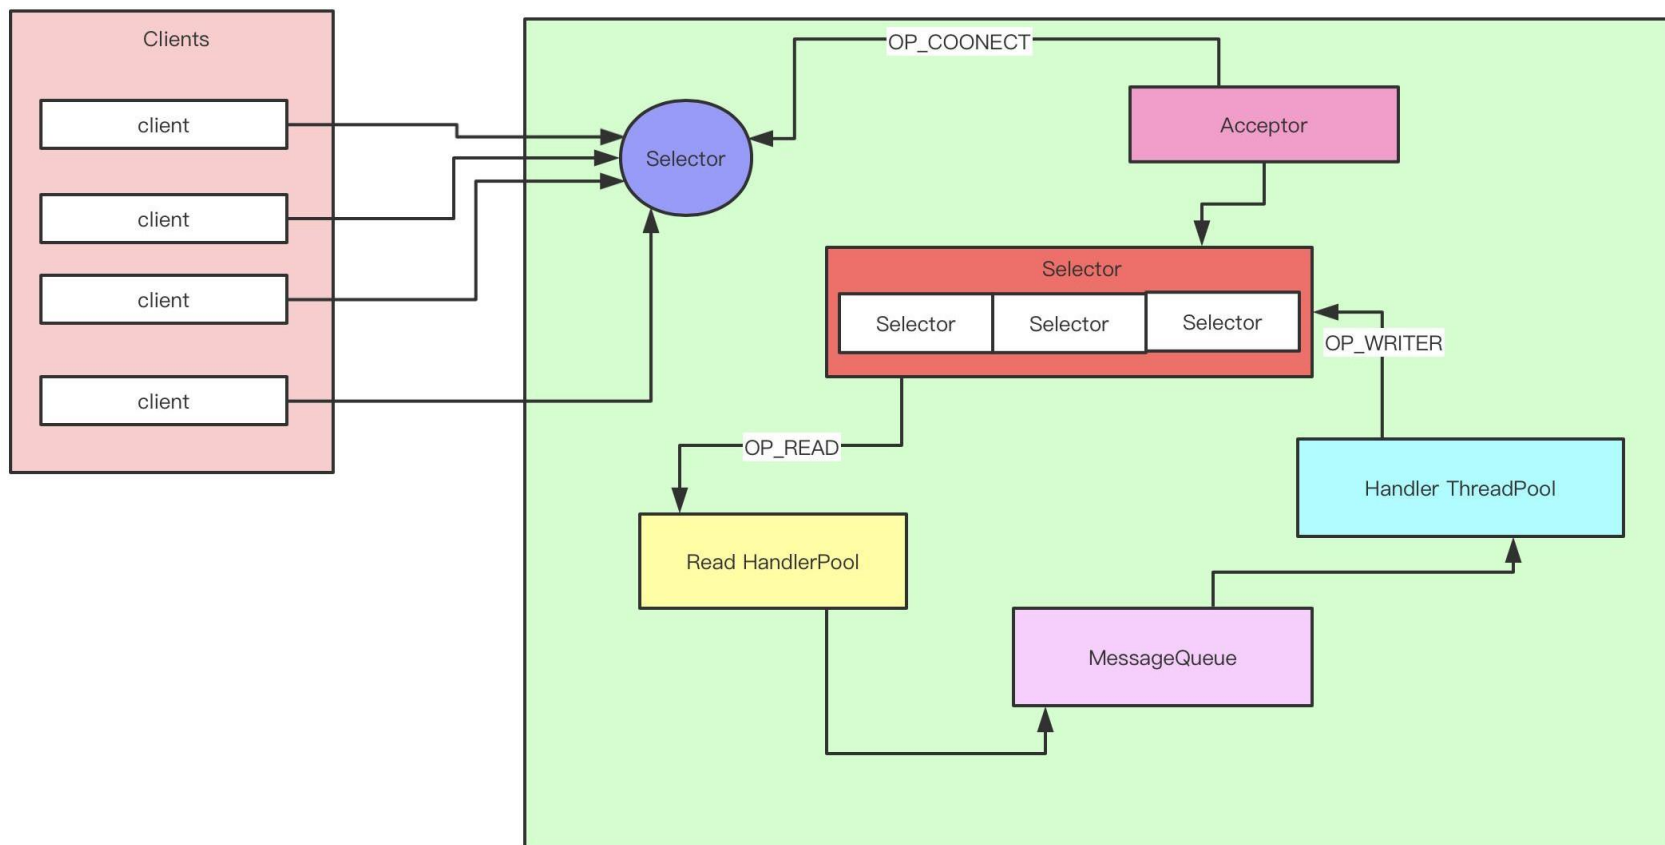 Clients
client
client
client
client
Selector
OP_COONECT
Acceptor
Selector
Selector
Selector
Selector
OP_WRITER
OP_READ
Handler ThreadPool
Read HandlerPool
MessageQueue